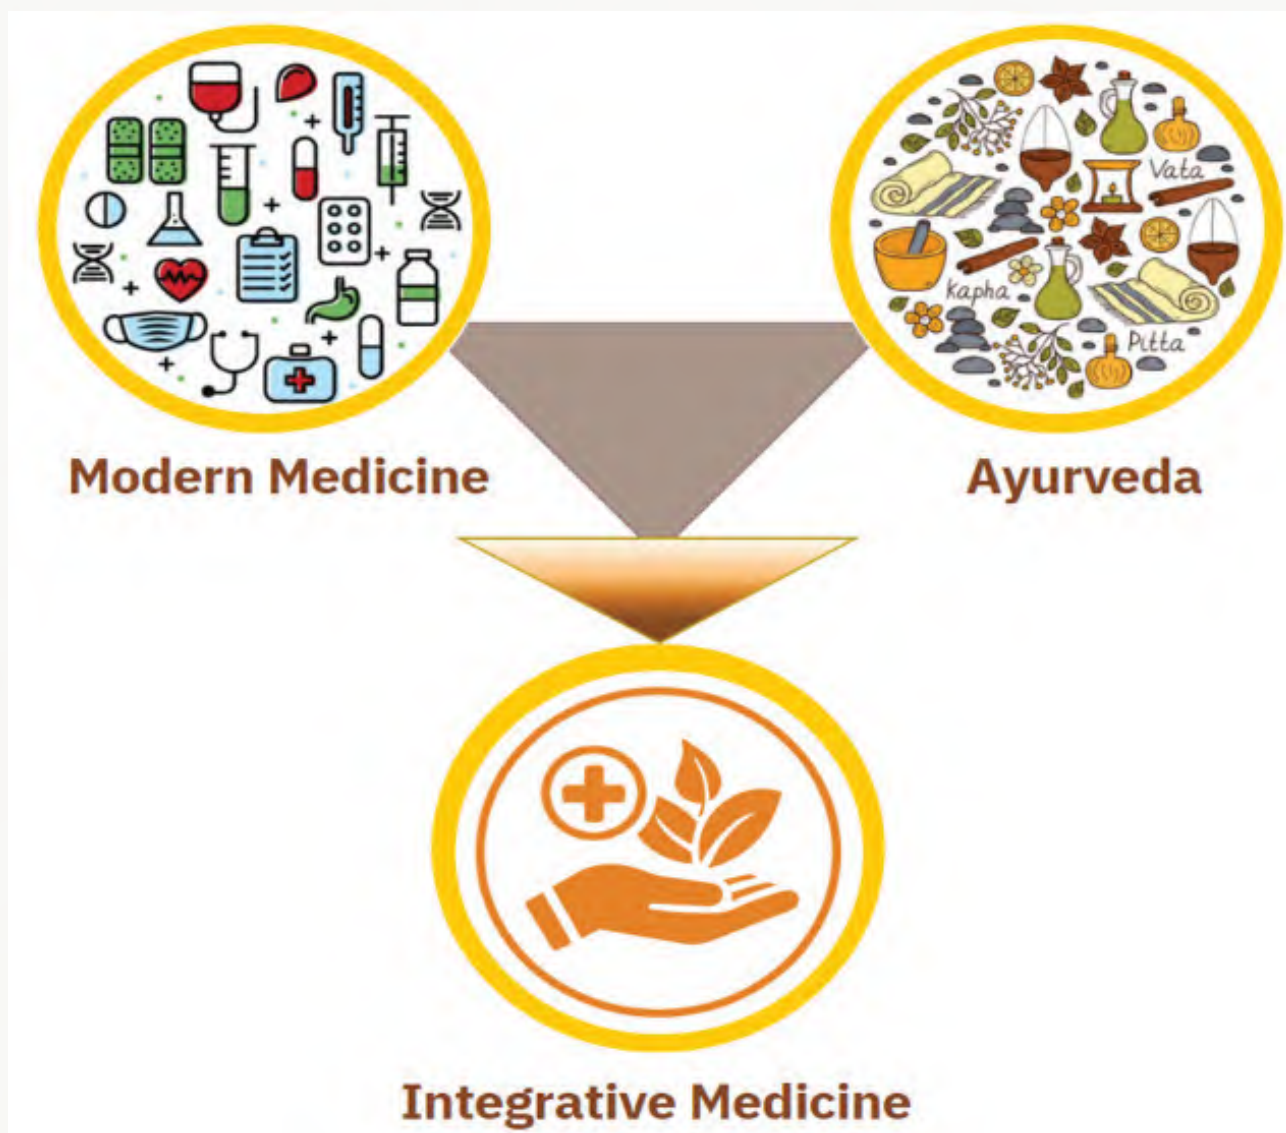 Vata
Kapha
Pitta
Modern Medicine
Ayurveda
Integrative Medicine